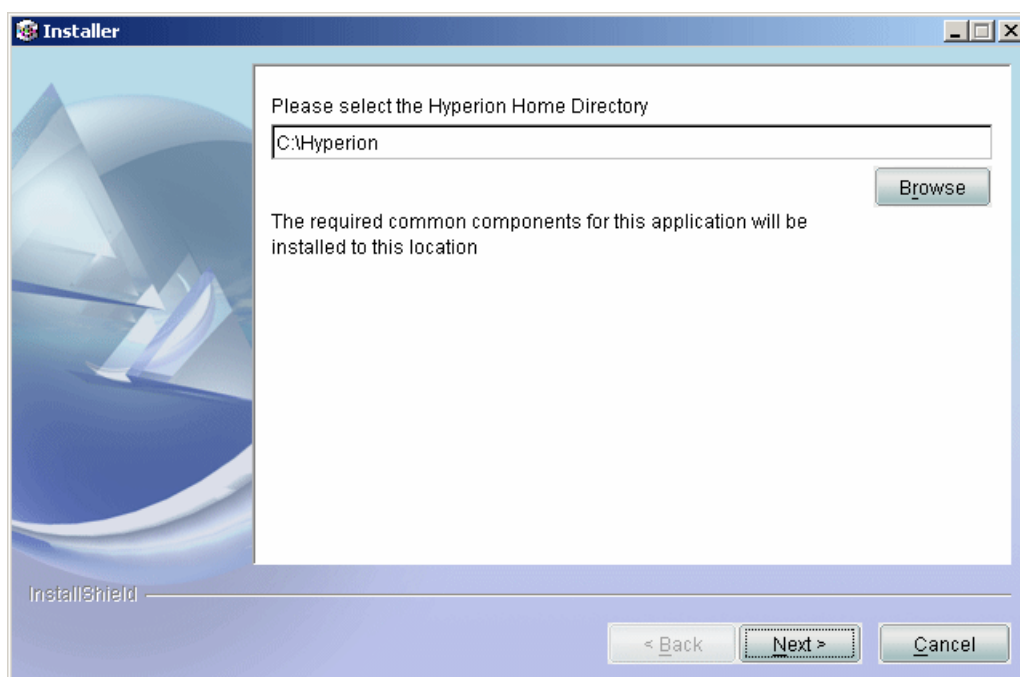 Installer
Please select the Hyperion Home Directory
C:\Hyperion
Browse
The required common components for this application will be
installed to this location
InstallShield
< Back
Next >
Cancel